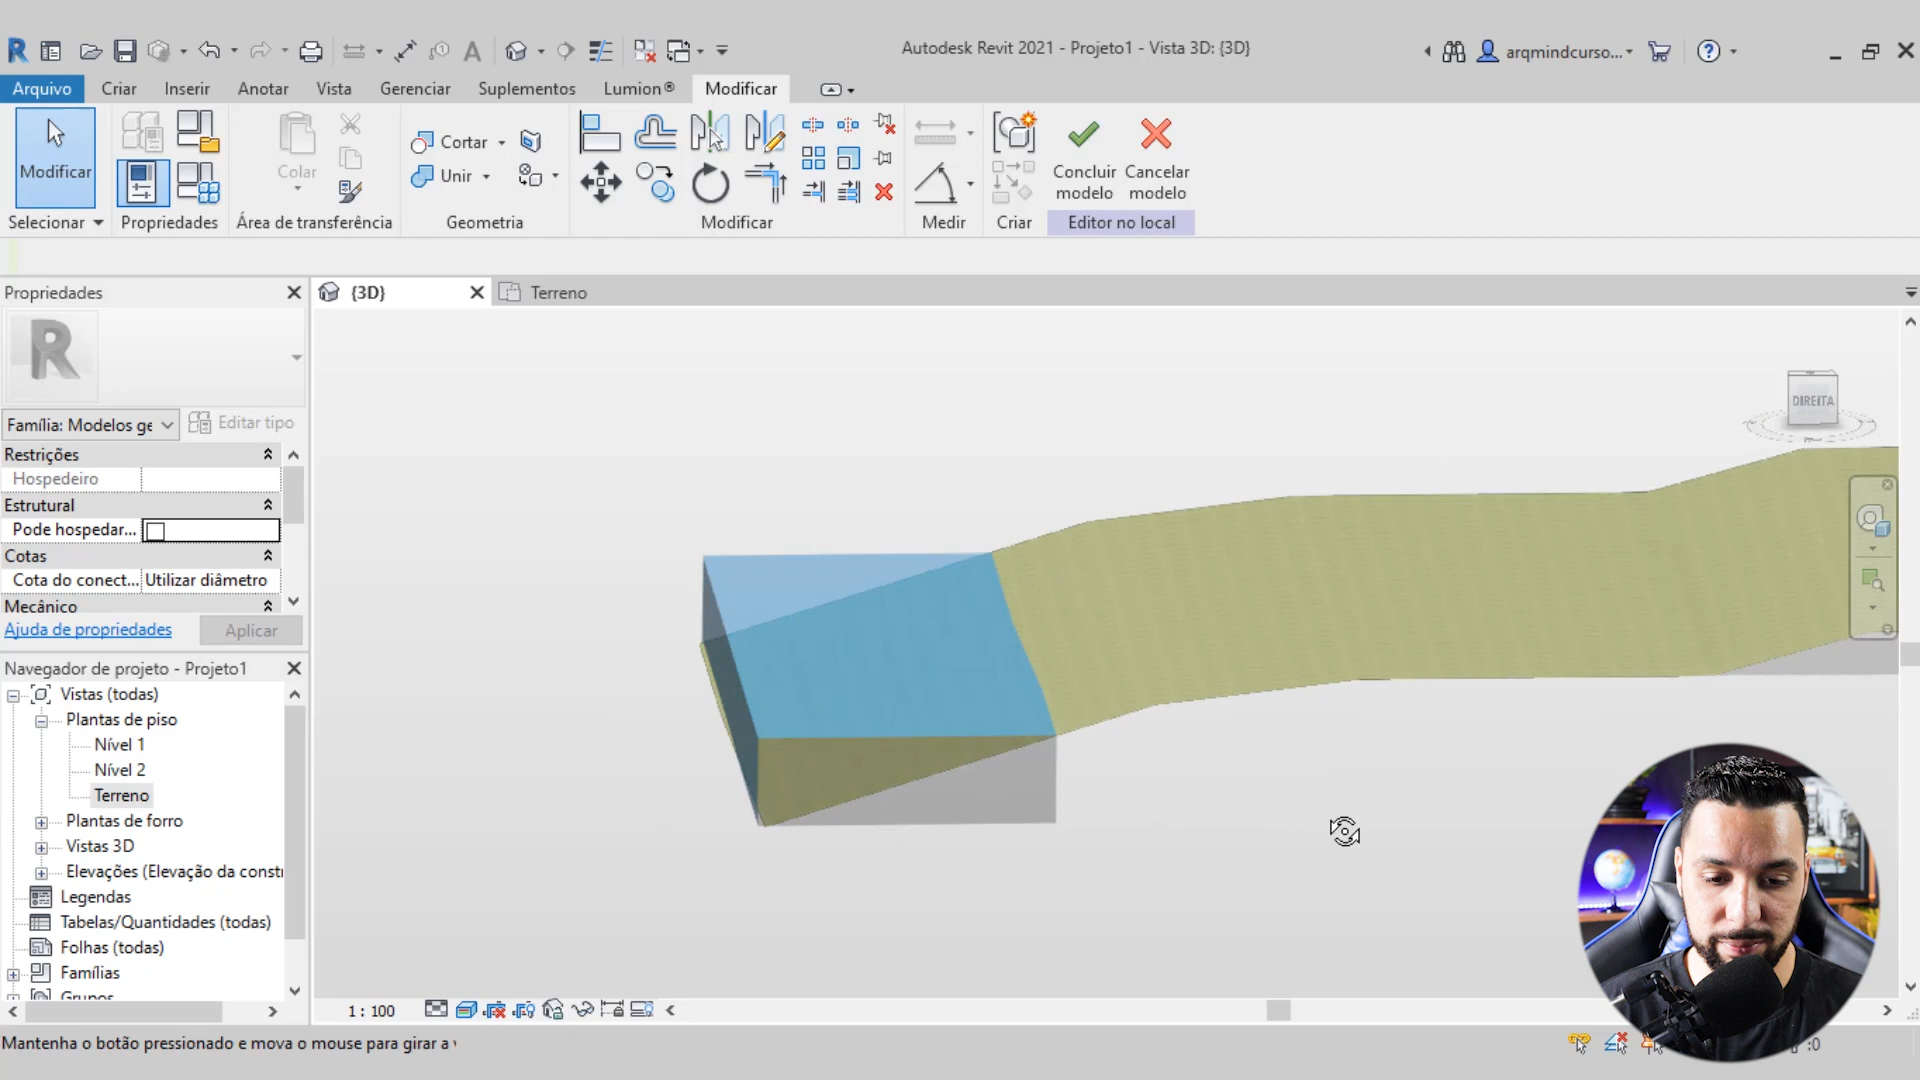 Autodesk Revit 2021 - Projeto1 - Vista 3D: {3D}
arqmindcurso...
Arquivo Criar Inserir Anotar Vista Gerenciar Suplementos Lumion® Modificar
Modificar
Colar
Cortar
Unir
Concluir modelo
Cancelar modelo
Selecionar Propriedades Área de transferência Geometria Modificar Medir Criar Editor no local
Propriedades
{3D}
Terreno
R
Família: Modelos ge
Editar tipo
Restrições
Hospedeiro
Estrutural
Pode hospedar...
Cotas
Cota do conect... Utilizar diâmetro
Mecânico
Ajuda de propriedades
Aplicar
Navegador de projeto - Projeto1
Vistas (todas)
Plantas de piso
Nível 1
Nível 2
Terreno
Plantas de forro
Vistas 3D
Elevações (Elevação da constr
Legendas
Tabelas/Quantidades (todas)
Folhas (todas)
Famílias
Grupos
DIREITA
1 : 100
Mantenha o botão pressionado e mova o mouse para girar a
:0